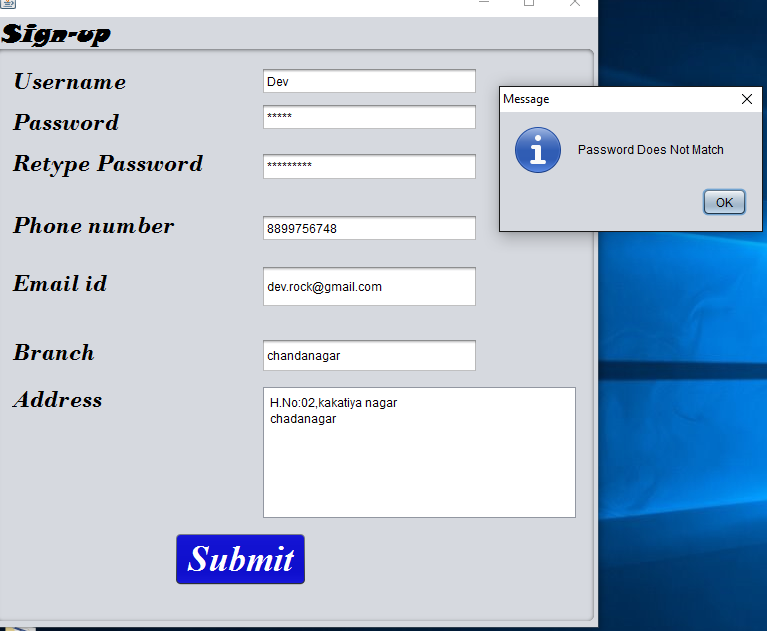 Sign-up
Username
Dev
Password
*****
Retype Password
*********
Phone number
8899756748
Email id
dev.rock@gmail.com
Branch
chandanagar
Address
H.No:02,kakatiya nagar
chadanagar
Submit
Message
Password Does Not Match
OK